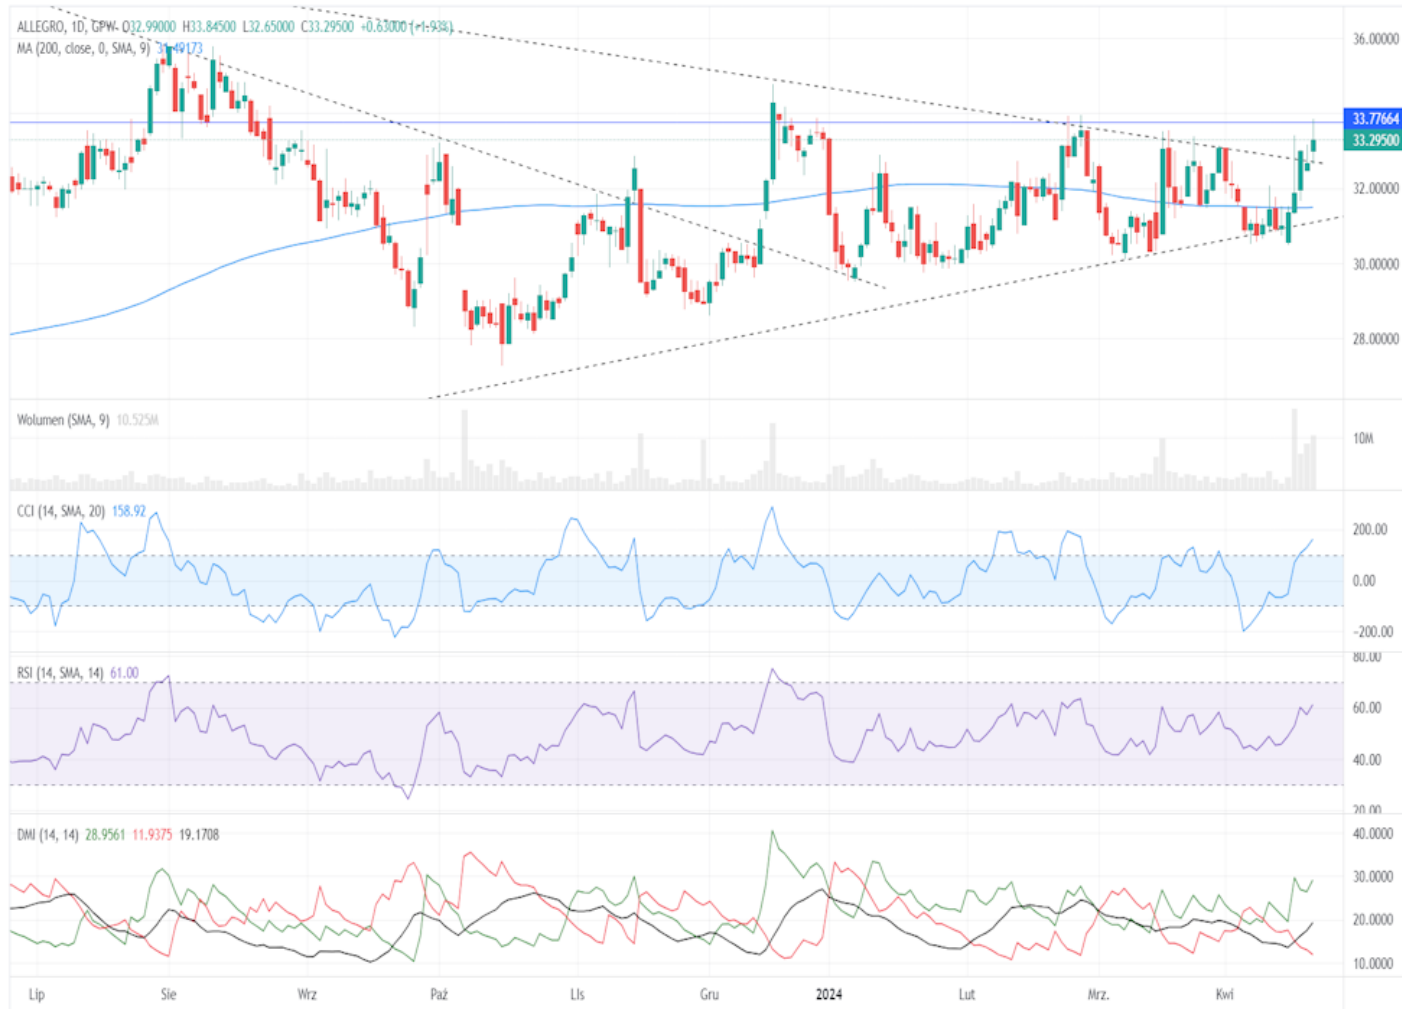 ALLEGRO, 1D, GPW O32.99000 H33.84500 L32.65000 C33.29500 +0.63000 (+1.93%)
MA (200, close, 0, SMA, 9) 31.49173
36.00000
33.77664
33.29500
32.00000
30.00000
28.00000
Wolumen (SMA, 9) 10.525M
10M
CCI (14, SMA, 20) 158.92
200.00
0.00
-200.00
RSI (14, SMA, 14) 61.00
80.00
60.00
40.00
20.00
DMI (14, 14) 28.9561 11.9375 19.1708
40.0000
30.0000
20.0000
10.0000
Lip Sie Wrz Paź Lis Gru 2024 Lut Mrz. Kwi